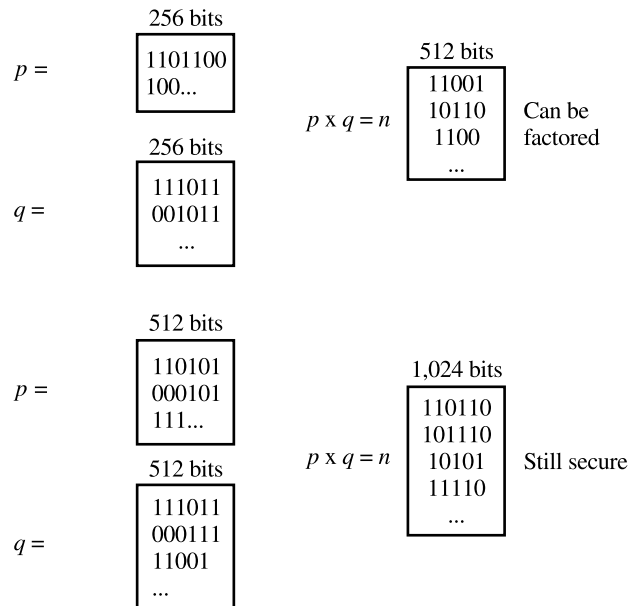 256 bits
p =
1101100
100...
256 bits
q =
111011
001011
...
512 bits
p x q = n
11001
10110
1100
...
Can be
factored
512 bits
p =
110101
000101
111...
512 bits
q =
111011
000111
11001
...
1,024 bits
p x q = n
110110
101110
10101
11110
...
Still secure